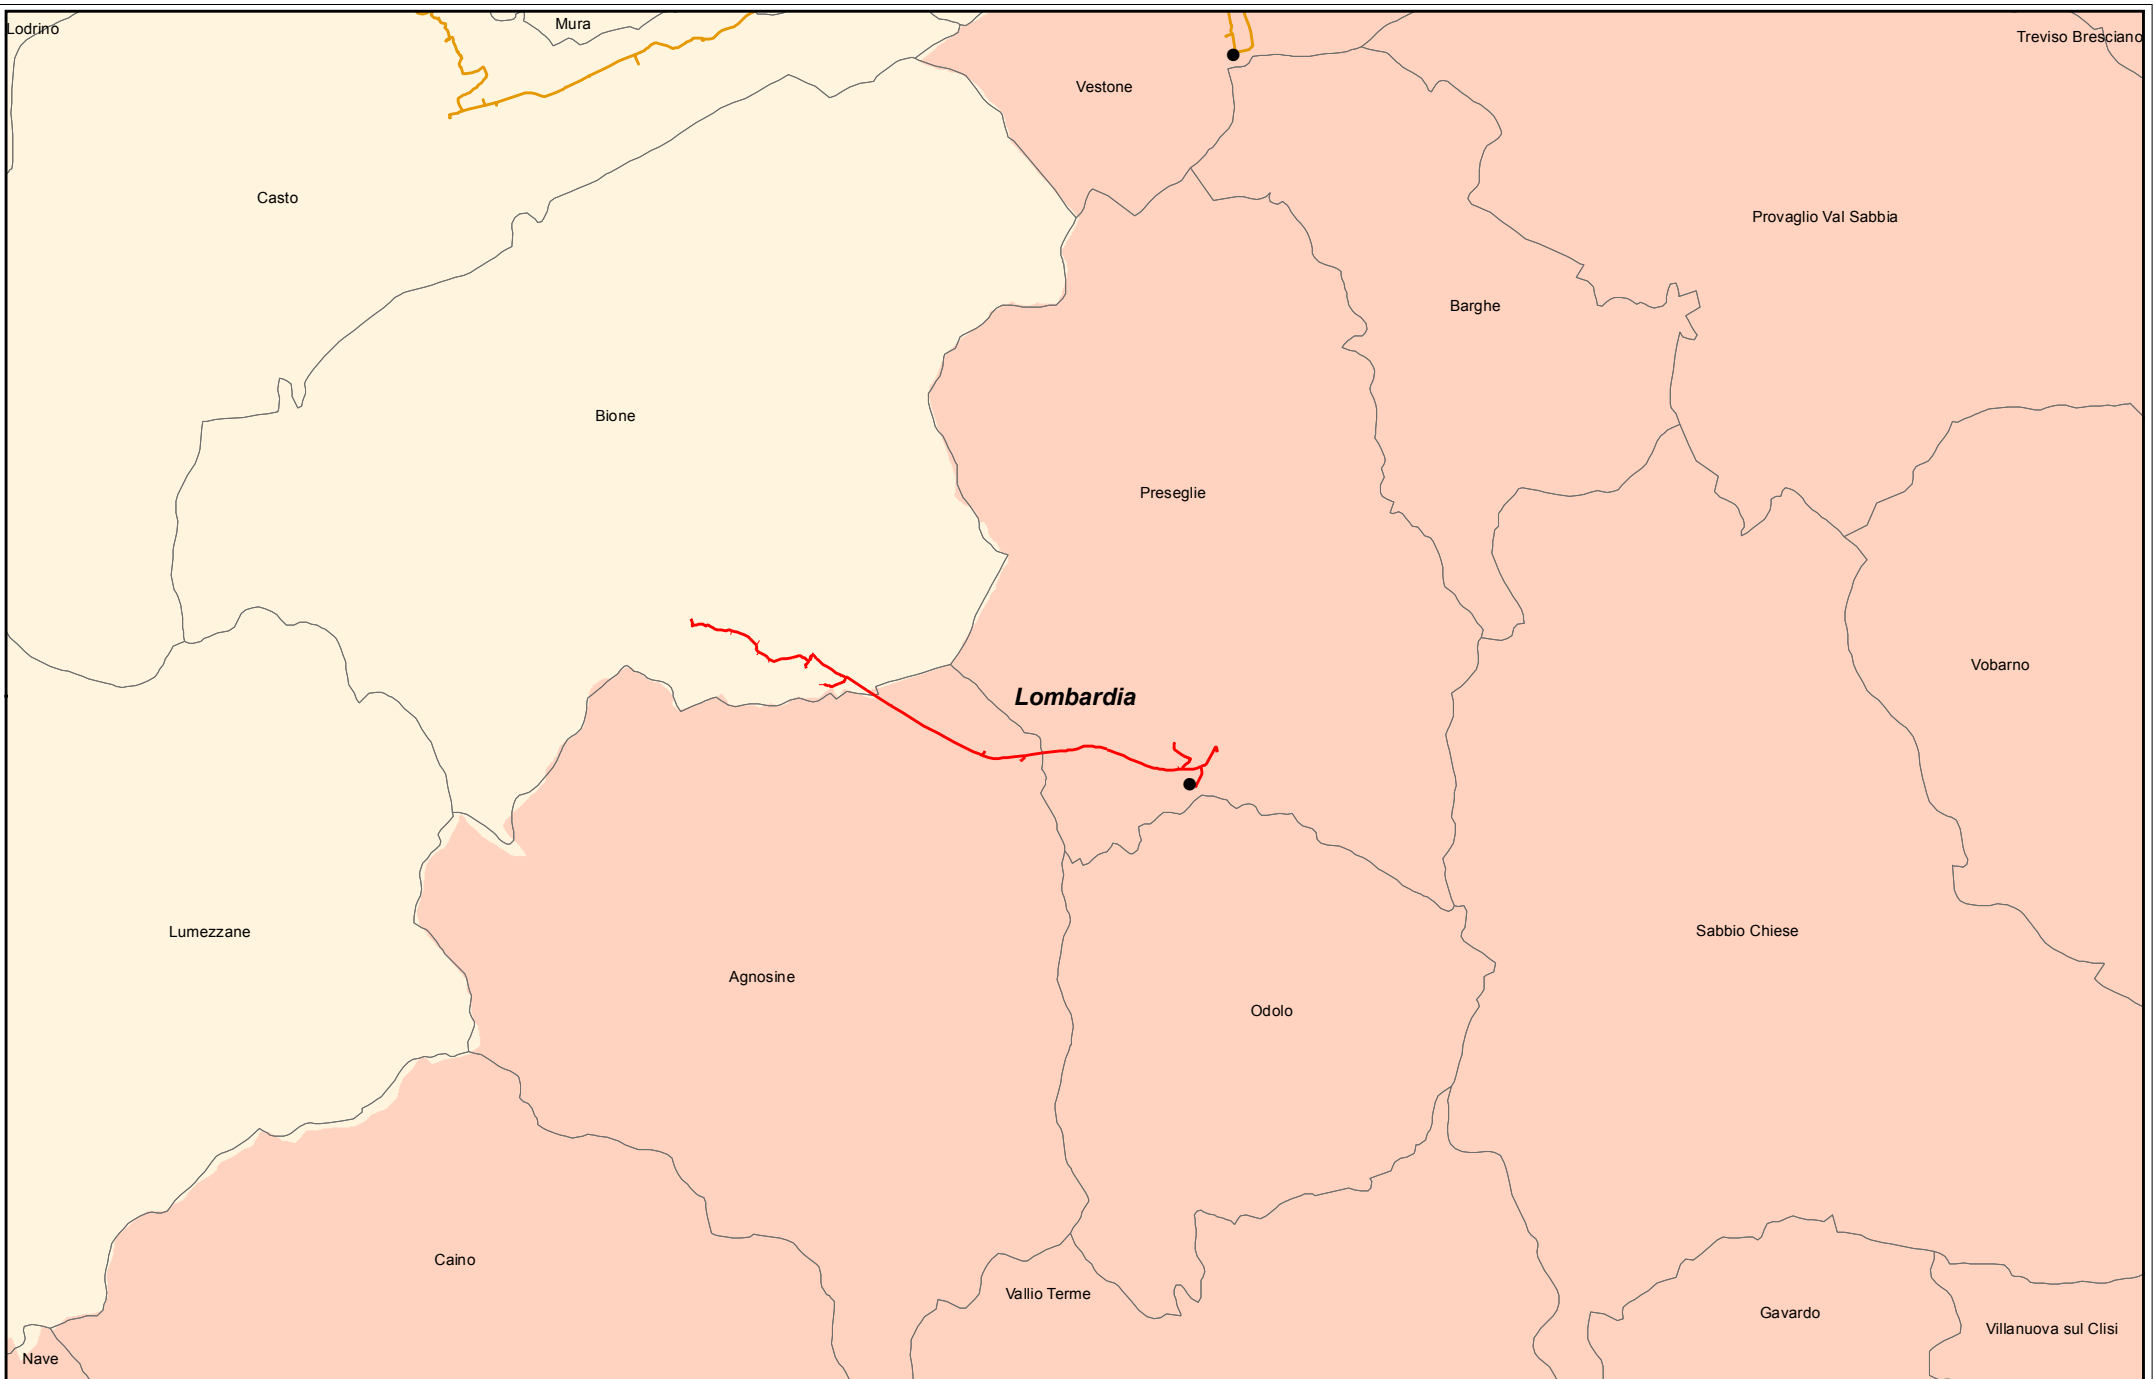 Mura
Lodrino
Treviso Bresciano
Vestone
Casto
Provaglio Val Sabbia
Barghe
Bione
Preseglie
Vobarno
Lombardia
Sabbio Chiese
Lumezzane
Agnosine
Odolo
Caino
Vallio Terme
Gavardo
Villanuova sul Clisi
Nave